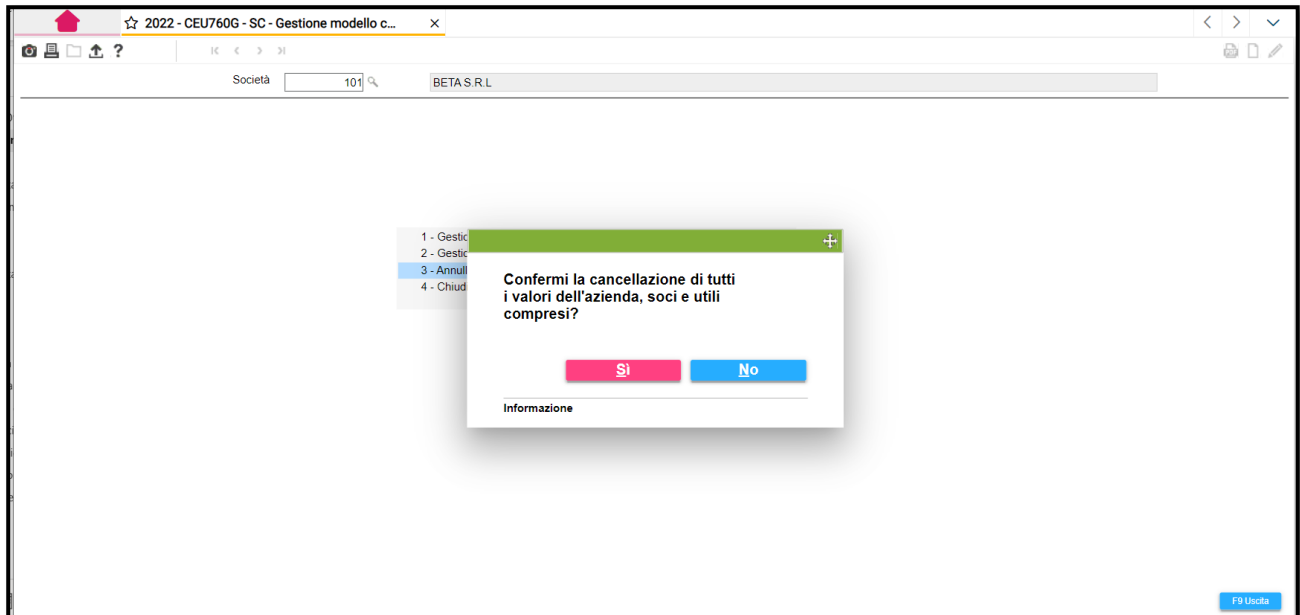 2022 - CEU760G - SC - Gestione modello c...
Società 101 BETA S.R.L
1 - Gestic
2 - Gestic
3 - Annull
4 - Chiud
Confermi la cancellazione di tutti
i valori dell'azienda, soci e utili
compresi?
Sì No
Informazione
F9 Uscita